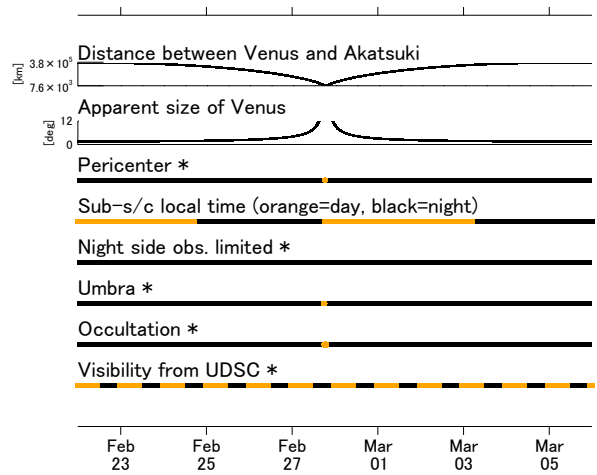 Distance between Venus and Akatsuki
[km]
3.8 × 10⁵
7.6 × 10³
Apparent size of Venus
[deg]
12
0
Pericenter *
Sub-s/c local time (orange=day, black=night)
Night side obs. limited *
Umbra *
Occultation *
Visibility from UDSC *
Feb Feb Feb Mar Mar Mar
23 25 27 01 03 05